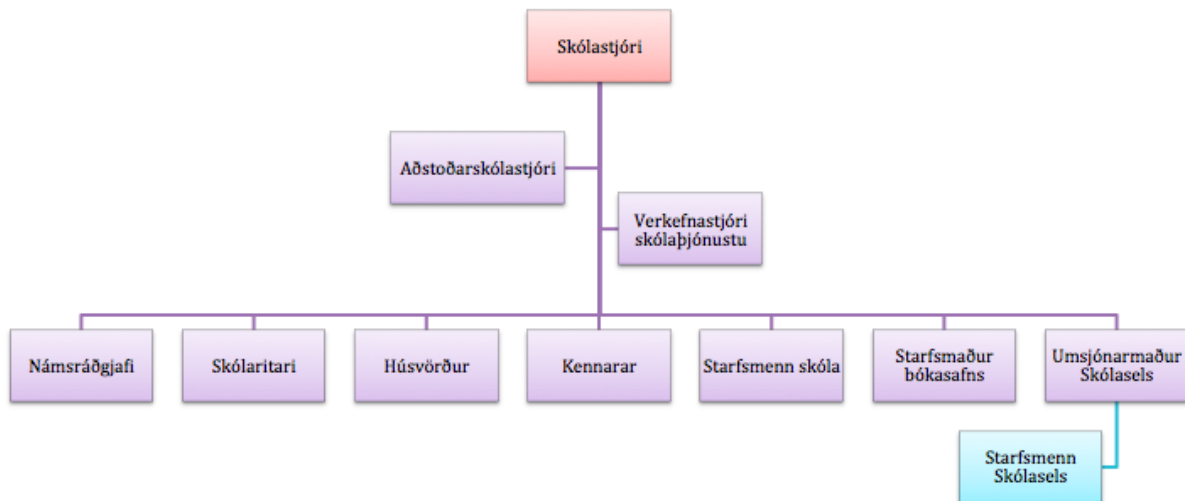 Skólastjóri
Aðstoðarskólastjóri
Verkefnastjóri
skólaþjónustu
Námsráðgjafi
Skólaritari
Húsvörður
Kennarar
Starfsmenn skóla
Starfsmaður
bókasafns
Umsjónarmaður
Skólasels
Starfsmenn
Skólasels